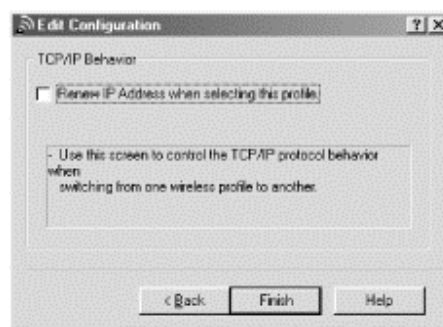 Edit Configuration
TCP/IP Behavior
Renew IP Address when selecting this profile.
- Use this screen to control the TCP/IP protocol behavior
when
switching from one wireless profile to another.
< Back
Finish
Help